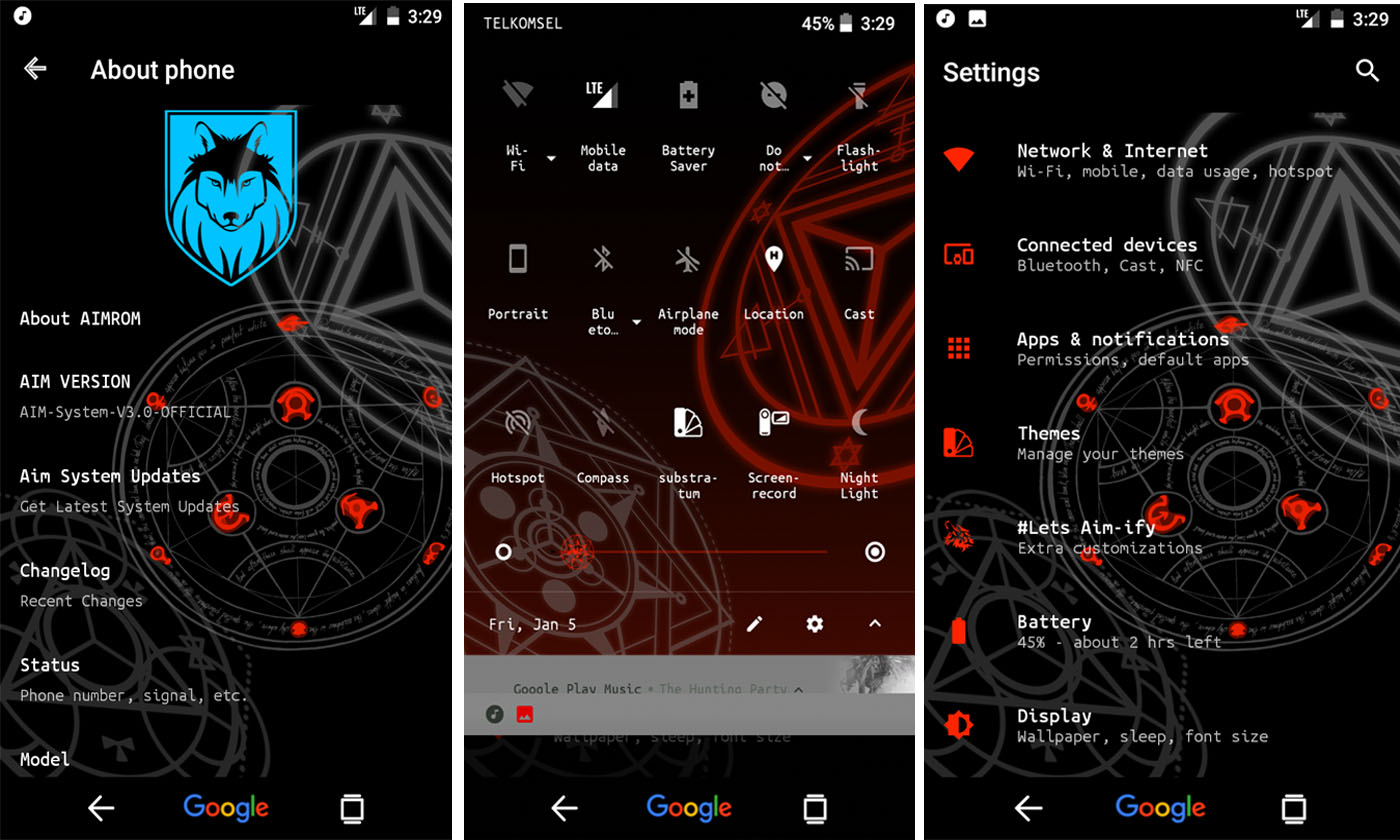 LTE 3:29
About phone
About AIMROM
AIM VERSION
AIM-System-V3.0-OFFICIAL
Aim System Updates
Get Latest System Updates
Changelog
Recent Changes
Status
Phone number, signal, etc.
Model
Google
TELKOMSEL 45% 3:29
LTE
Wi-
Fi
Mobile
data
Battery
Saver
Do
not…
Flash-
light
H
Portrait
Blu
eto…
Airplane
mode
Location
Cast
Hotspot
Compass
substra-
tum
Screen-
record
Night
Light
Fri, Jan 5
Google Play Music • The Hunting Party
Wallpaper, sleep, font size
Google
LTE 3:29
Settings
Network & Internet
Wi-Fi, mobile, data usage, hotspot
Connected devices
Bluetooth, Cast, NFC
Apps & notifications
Permissions, default apps
Themes
Manage your themes
#Lets Aim-ify
Extra customizations
Battery
45% - about 2 hrs left
Display
Wallpaper, sleep, font size
Google